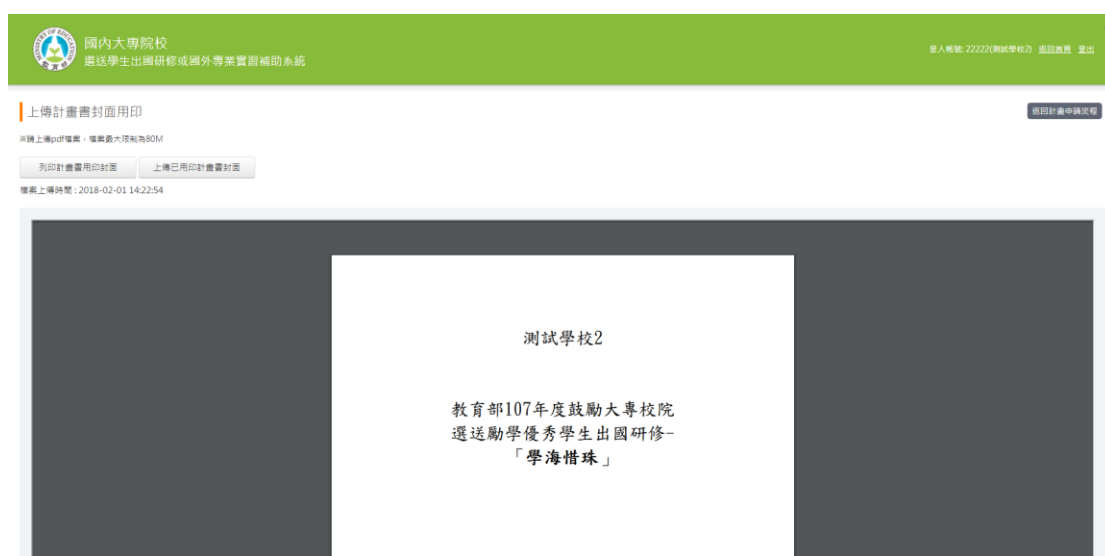 國內大專院校
選送學生出國研修或國外專業實習補助系統
登入帳號: 22222(測試學校2) 返回首頁 登出
上傳計畫書封面用印
返回計畫申請流程
※請上傳pdf檔案，檔案最大限制為80M
列印計畫書用印封面 上傳已用印計畫書封面
檔案上傳時間 : 2018-02-01 14:22:54
測試學校2
教育部107年度鼓勵大專校院
選送勵學優秀學生出國研修-
「學海惜珠」